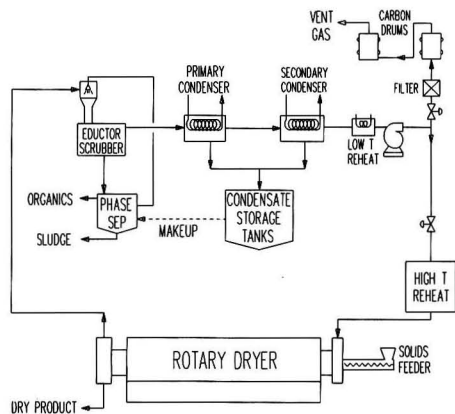 VENT
GAS
CARBON
DRUMS
PRIMARY
CONDENSER
SECONDARY
CONDENSER
FILTER
EDUCTOR
SCRUBBER
LOW T
REHEAT
ORGANICS
PHASE
SEP
CONDENSATE
STORAGE
TANKS
MAKEUP
SLUDGE
HIGH T
REHEAT
ROTARY DRYER
SOLIDS
FEEDER
DRY PRODUCT